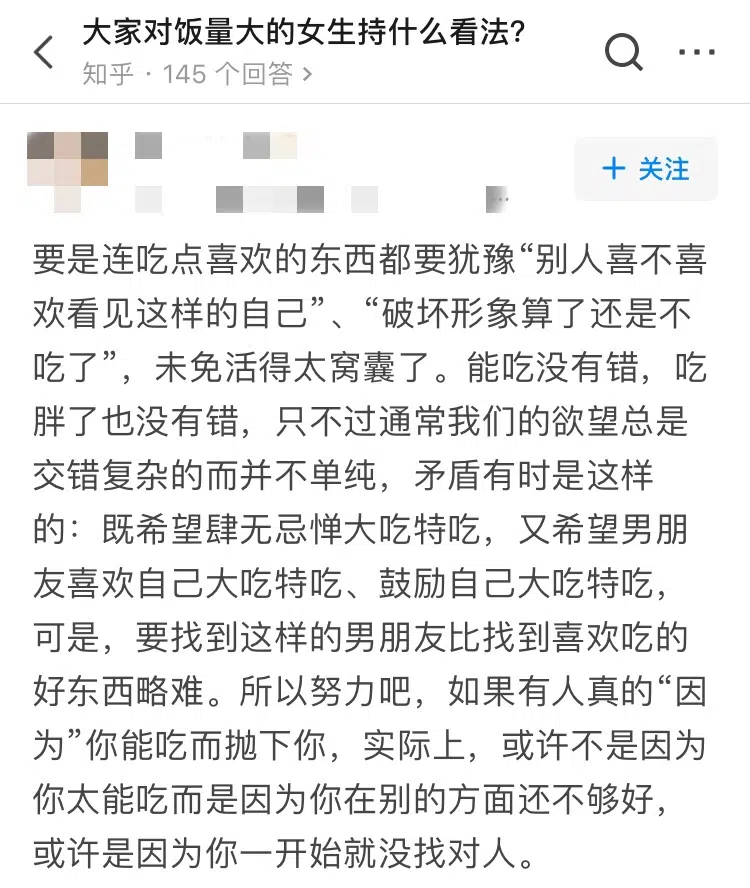 大家对饭量大的女生持什么看法?
知乎 · 145 个回答 >
+ 关注
要是连吃点喜欢的东西都要犹豫“别人喜不喜
欢看见这样的自己”、“破坏形象算了还是不
吃了”，未免活得太窝囊了。能吃没有错，吃
胖了也没有错，只不过通常我们的欲望总是
交错复杂的而并不单纯，矛盾有时是这样
的：既希望肆无忌惮大吃特吃，又希望男朋
友喜欢自己大吃特吃、鼓励自己大吃特吃，
可是，要找到这样的男朋友比找到喜欢吃的
好东西略难。所以努力吧，如果有人真的“因
为”你能吃而抛下你，实际上，或许不是因为
你太能吃而是因为你在别的方面还不够好，
或许是因为你一开始就没找对人。